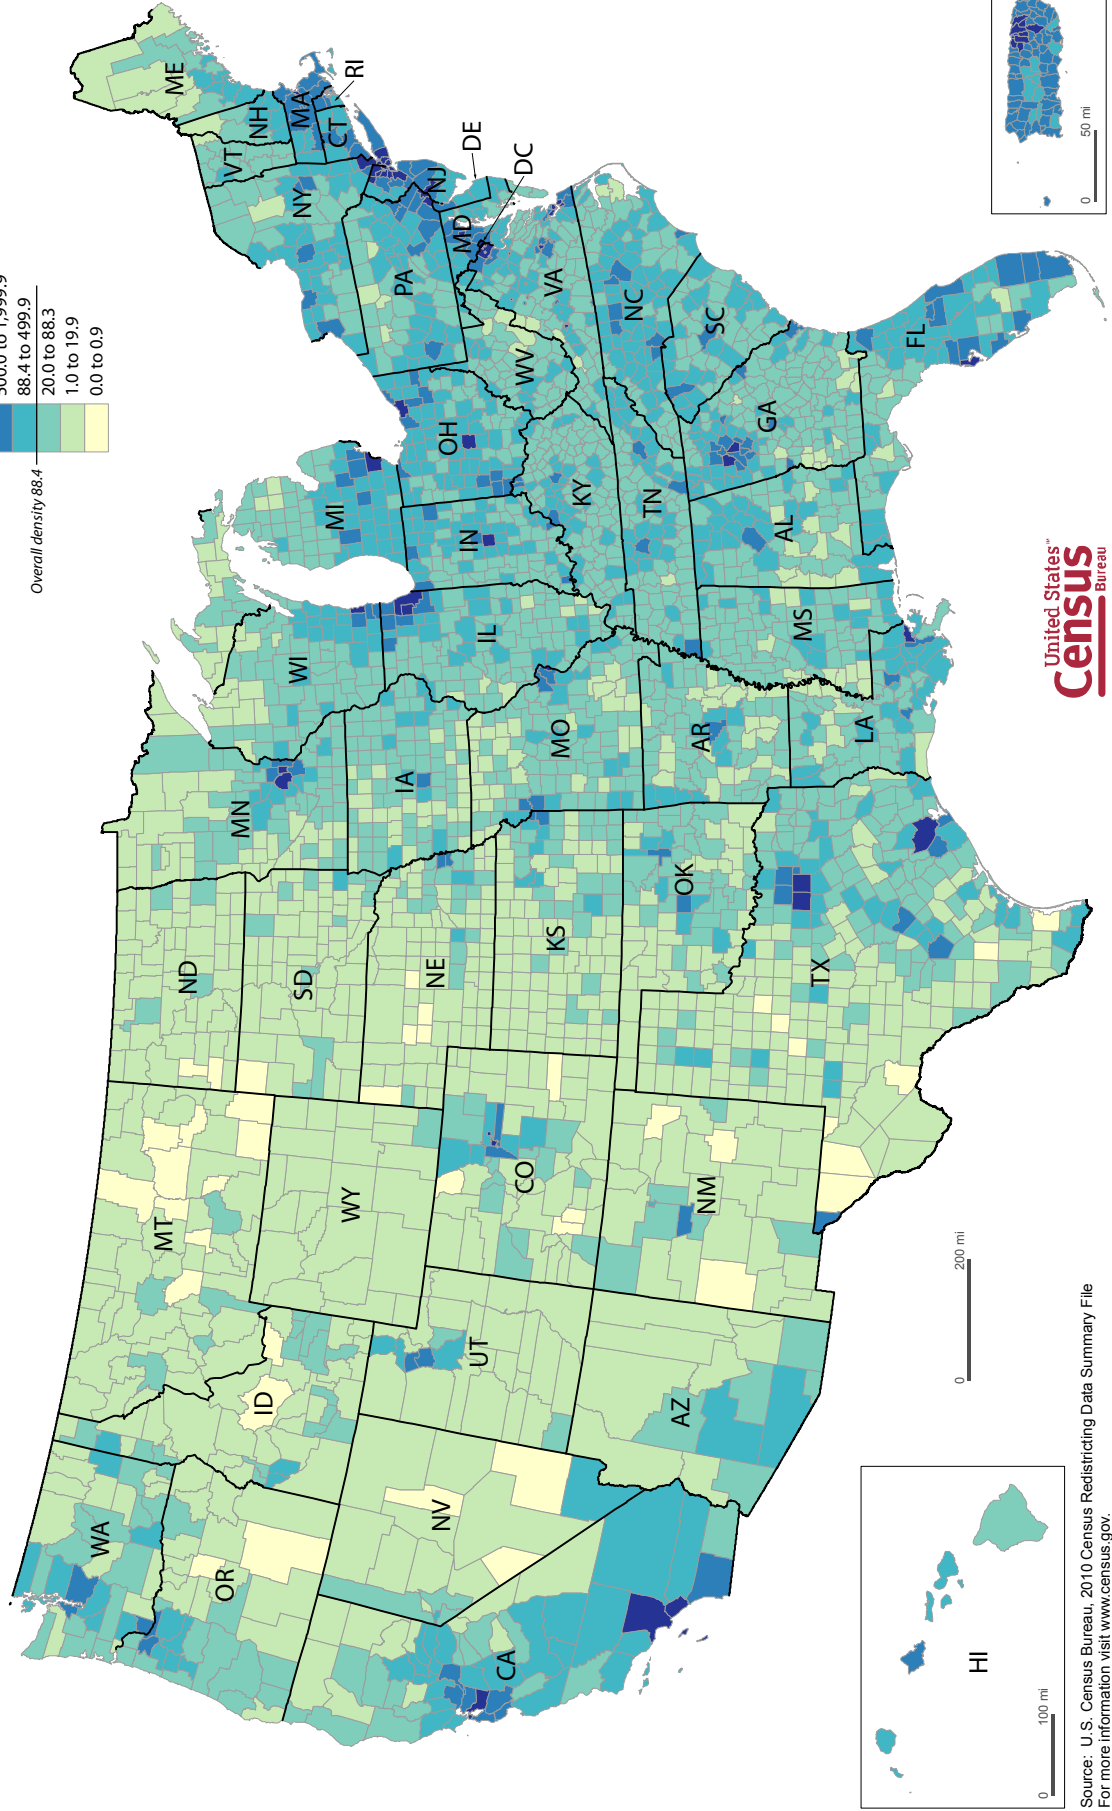 500.0 to 1,999.9
88.4 to 499.9
20.0 to 88.3
1.0 to 19.9
0.0 to 0.9
Overall density 88.4
WA
OR
CA
NV
ID
MT
WY
UT
AZ
CO
NM
ND
SD
NE
KS
OK
TX
MN
IA
MO
AR
LA
WI
IL
MS
MI
IN
OH
KY
TN
AL
GA
FL
SC
NC
VA
WV
PA
NY
VT
NH
ME
MA
RI
CT
NJ
DE
MD
DC
HI
0 100 mi
0 200 mi
0 50 mi
United States
Census
Bureau
Source: U.S. Census Bureau, 2010 Census Redistricting Data Summary File
For more information visit www.census.gov.